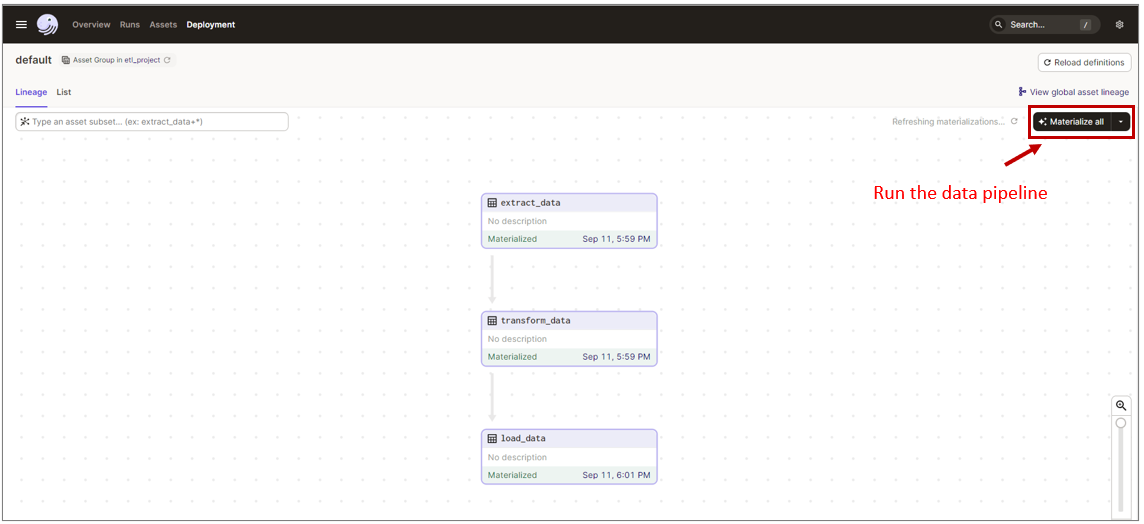 Overview Runs Assets Deployment Search... /
default Asset Group in etl_project Reload definitions
Lineage List View global asset lineage
Type an asset subset... (ex: extract_data+*) Refreshing materializations... Materialize all
Run the data pipeline
extract_data
No description
Materialized Sep 11, 5:59 PM
transform_data
No description
Materialized Sep 11, 5:59 PM
load_data
No description
Materialized Sep 11, 6:01 PM